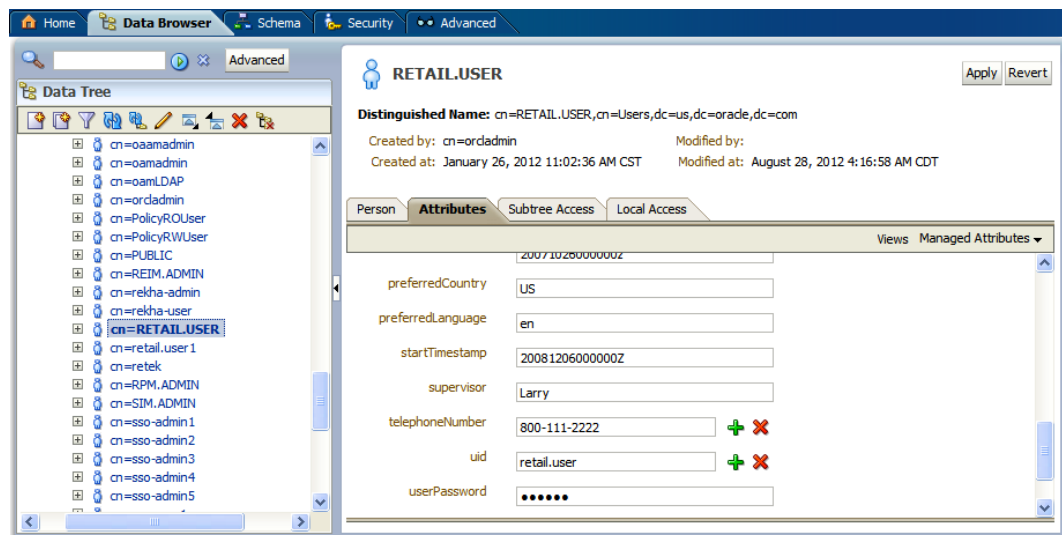 Home Data Browser Schema Security Advanced
Advanced
Data Tree
cn=oaamadmin
cn=oamadmin
cn=oamLDAP
cn=orcladmin
cn=PolicyROUser
cn=PolicyRWUser
cn=PUBLIC
cn=REIM.ADMIN
cn=rekha-admin
cn=rekha-user
cn=RETAIL.USER
cn=retail.user1
cn=retek
cn=RPM.ADMIN
cn=SIM.ADMIN
cn=sso-admin1
cn=sso-admin2
cn=sso-admin3
cn=sso-admin4
cn=sso-admin5
RETAIL.USER
Apply Revert
Distinguished Name: cn=RETAIL.USER,cn=Users,dc=us,dc=oracle,dc=com
Created by: cn=orcladmin Modified by:
Created at: January 26, 2012 11:02:36 AM CST Modified at: August 28, 2012 4:16:58 AM CDT
Person Attributes Subtree Access Local Access
Views Managed Attributes
preferredCountry US
preferredLanguage en
startTimestamp 20081206000000Z
supervisor Larry
telephoneNumber 800-111-2222
uid retail.user
userPassword ••••••